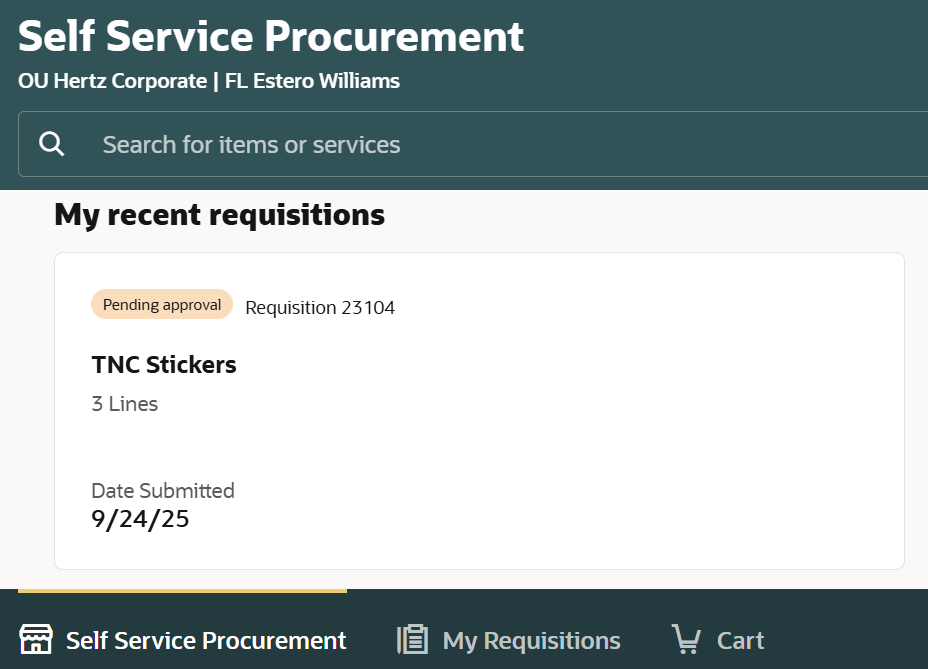 Self Service Procurement
OU Hertz Corporate | FL Estero Williams
Search for items or services
My recent requisitions
Pending approval Requisition 23104
TNC Stickers
3 Lines
Date Submitted
9/24/25
Self Service Procurement My Requisitions Cart